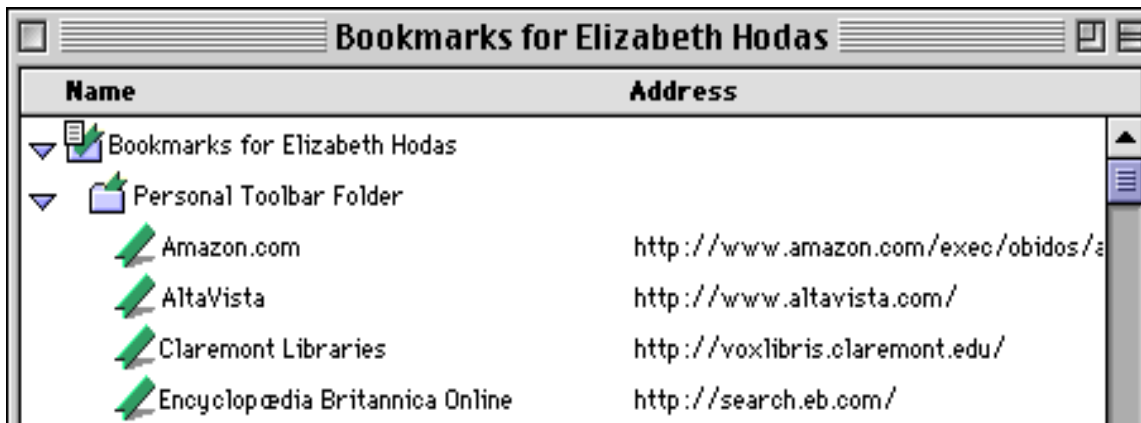 Bookmarks for Elizabeth Hodas
Name Address
Bookmarks for Elizabeth Hodas
Personal Toolbar Folder
Amazon.com http://www.amazon.com/exec/obidos/
AltaVista http://www.altavista.com/
Claremont Libraries http://voxlibris.claremont.edu/
Encyclopædia Britannica Online http://search.eb.com/